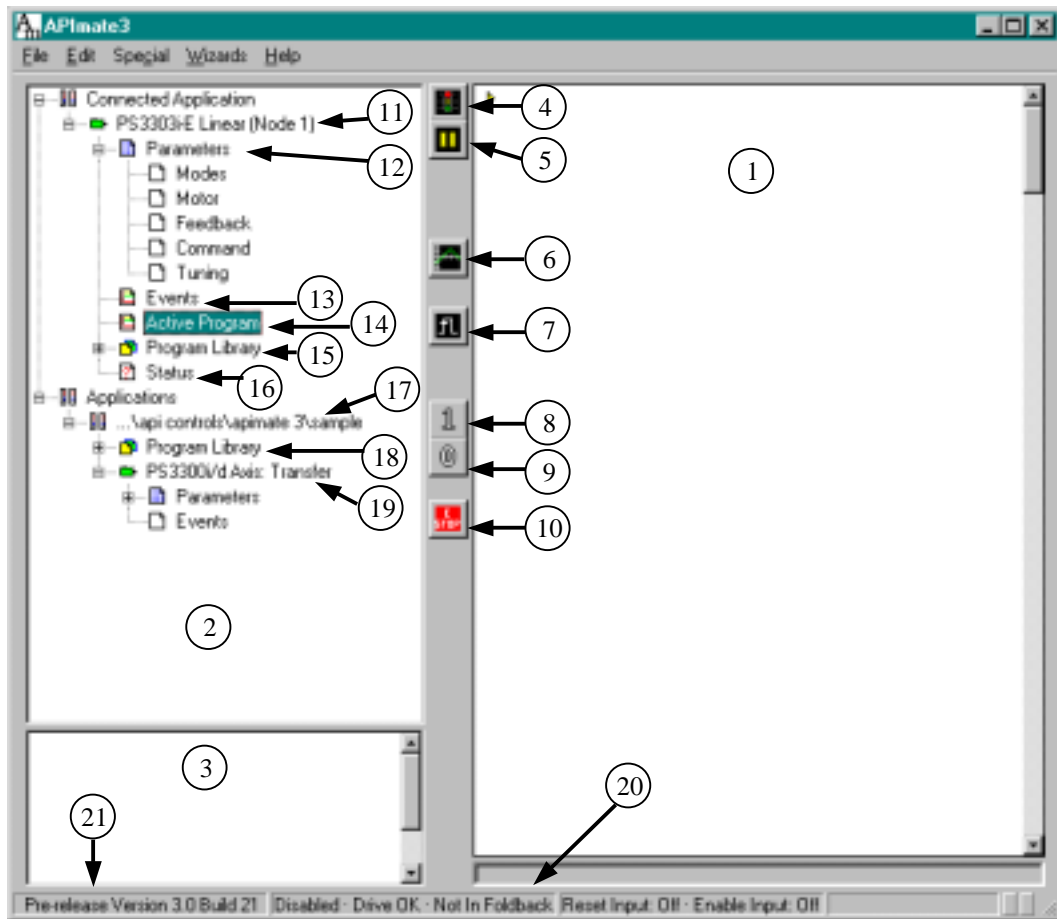 APImate3
File Edit Special Wizards Help
Connected Application
PS3303i-E Linear (Node 1)
Parameters
Modes
Motor
Feedback
Command
Tuning
Events
Active Program
Program Library
Status
Applications
...\api controls\apimate 3\sample
Program Library
PS3300i/d Axis: Transfer
Parameters
Events
11
12
13
14
15
16
17
18
19
2
3
21
4
5
6
7
fL
1
8
0
9
E
STOP
10
1
20
Pre-release Version 3.0 Build 21 Disabled · Drive OK · Not In Foldback Reset Input: Off · Enable Input: Off